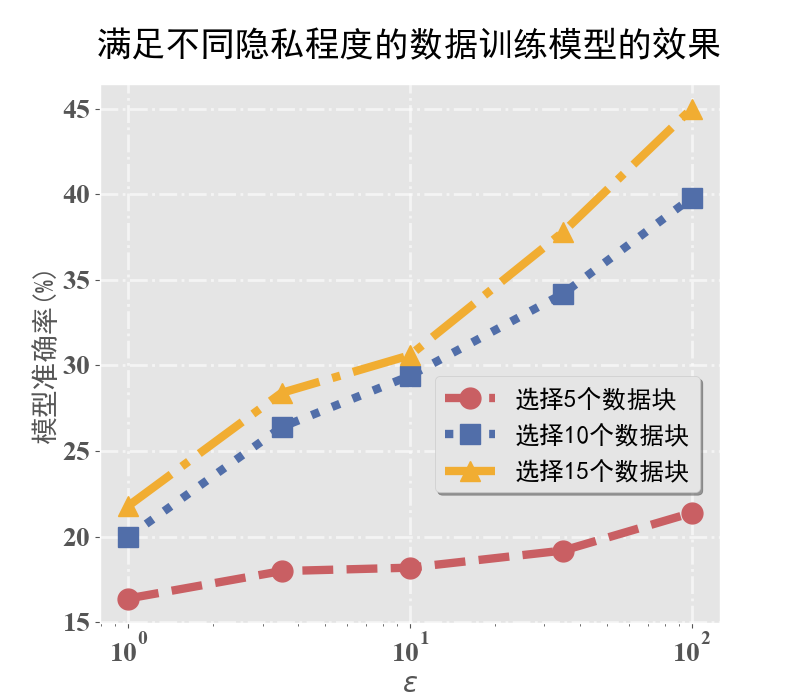 满足不同隐私程度的数据训练模型的效果
45
40
35
30
25
20
15
模型准确率(%)
选择5个数据块
选择10个数据块
选择15个数据块
10⁰ 10¹ 10²
ε